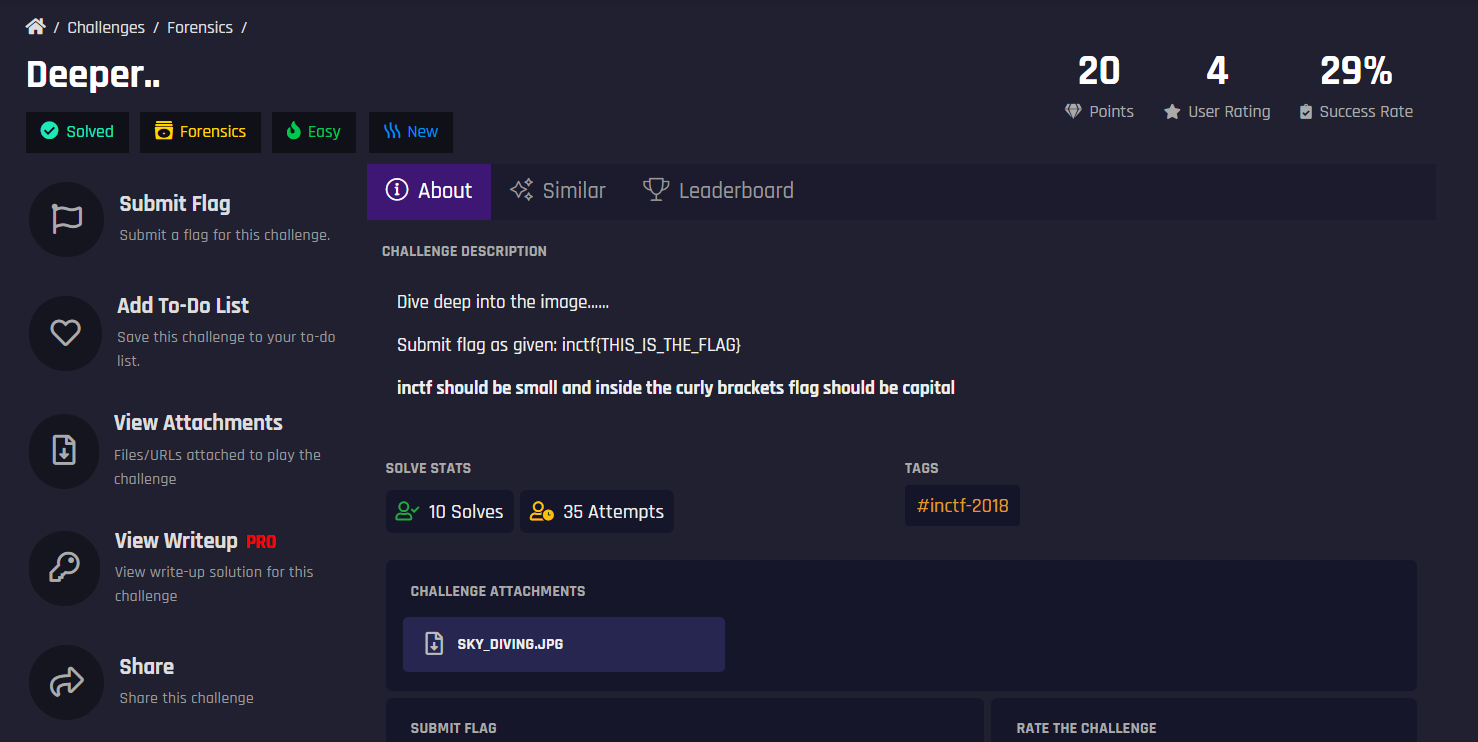 / Challenges / Forensics /
Deeper..
20 4 29%
Points User Rating Success Rate
Solved Forensics Easy New
About Similar Leaderboard
Submit Flag
Submit a flag for this challenge.
Add To-Do List
Save this challenge to your to-do
list.
View Attachments
Files/URLs attached to play the
challenge
View Writeup PRO
View write-up solution for this
challenge
Share
Share this challenge
CHALLENGE DESCRIPTION
Dive deep into the image......
Submit flag as given: inctf{THIS_IS_THE_FLAG}
inctf should be small and inside the curly brackets flag should be capital
SOLVE STATS
10 Solves 35 Attempts
TAGS
#inctf-2018
CHALLENGE ATTACHMENTS
SKY_DIVING.JPG
SUBMIT FLAG
RATE THE CHALLENGE